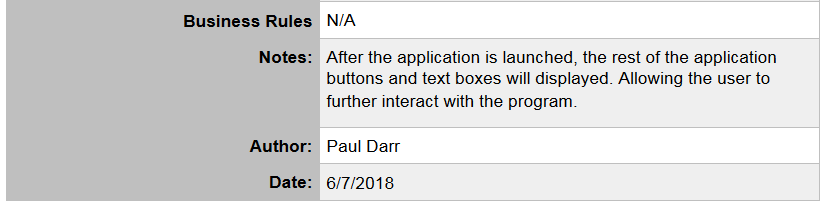 Business Rules N/A
Notes: After the application is launched, the rest of the application
buttons and text boxes will displayed. Allowing the user to
further interact with the program.
Author: Paul Darr
Date: 6/7/2018